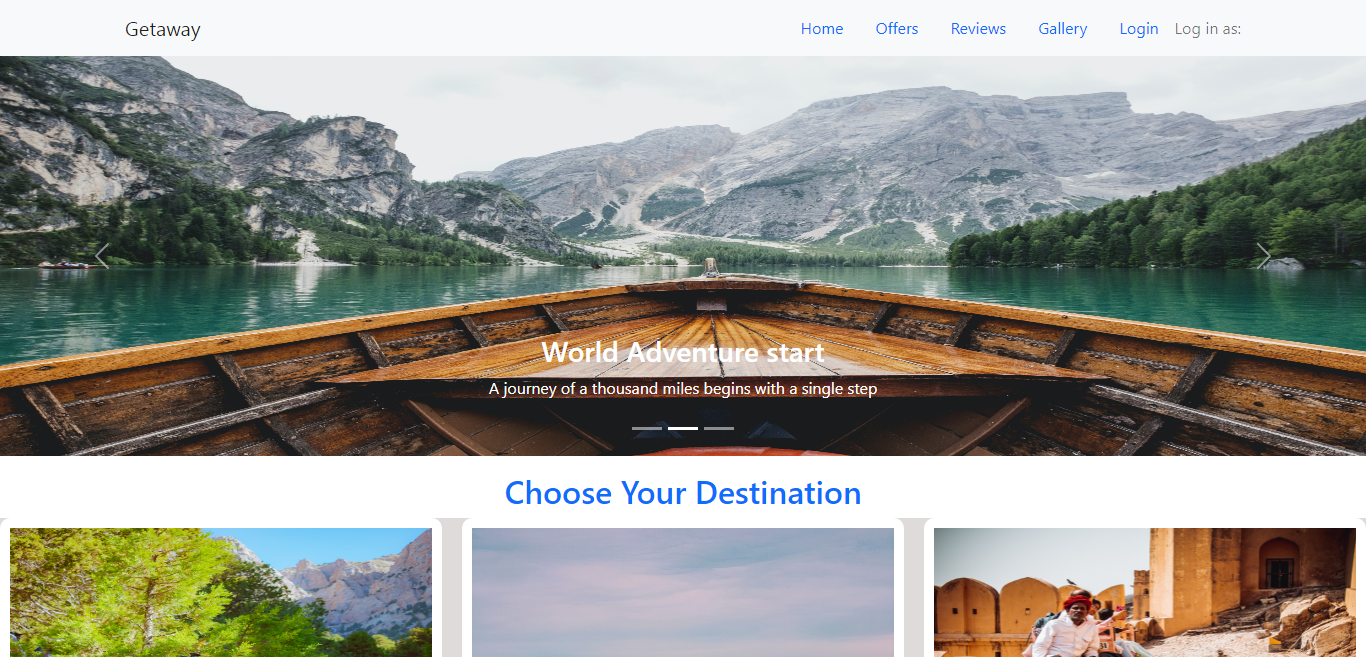 Getaway
Home Offers Reviews Gallery Login Log in as:
World Adventure start
A journey of a thousand miles begins with a single step
Choose Your Destination